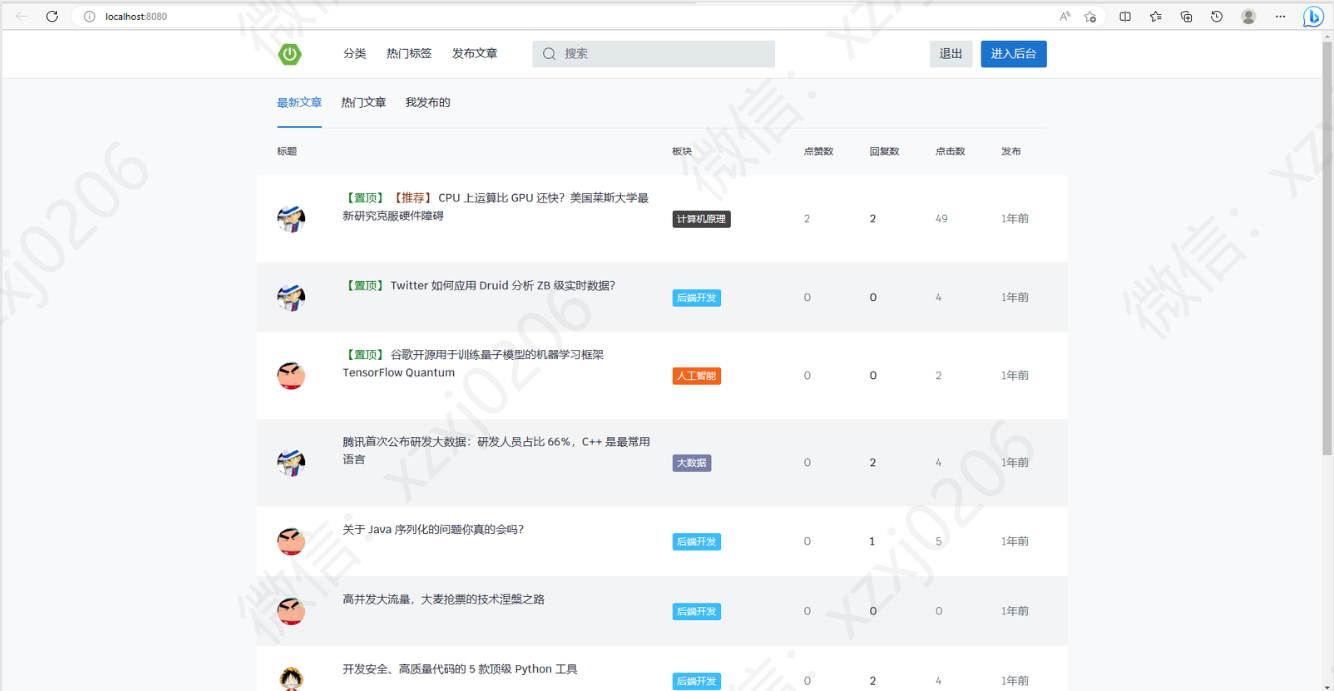 localhost:8080
分类 热门标签 发布文章 搜索 退出 进入后台
最新文章 热门文章 我发布的
标题 板块 点赞数 回复数 点击数 发布
【置顶】【推荐】CPU 上运算比 GPU 还快？美国莱斯大学最
新研究克服硬件障碍
计算机原理 2 2 49 1年前
【置顶】Twitter 如何应用 Druid 分析 ZB 级实时数据？
后端开发 0 0 4 1年前
【置顶】谷歌开源用于训练量子模型的机器学习框架
TensorFlow Quantum
人工智能 0 0 2 1年前
腾讯首次公布研发大数据：研发人员占比 66%，C++ 是最常用
语言
大数据 0 2 4 1年前
关于 Java 序列化的问题你真的会吗？
后端开发 0 1 5 1年前
高并发大流量，大麦抢票的技术涅槃之路
后端开发 0 0 0 1年前
开发安全、高质量代码的 5 款顶级 Python 工具
后端开发 0 2 4 1年前
微信：xzxj0206